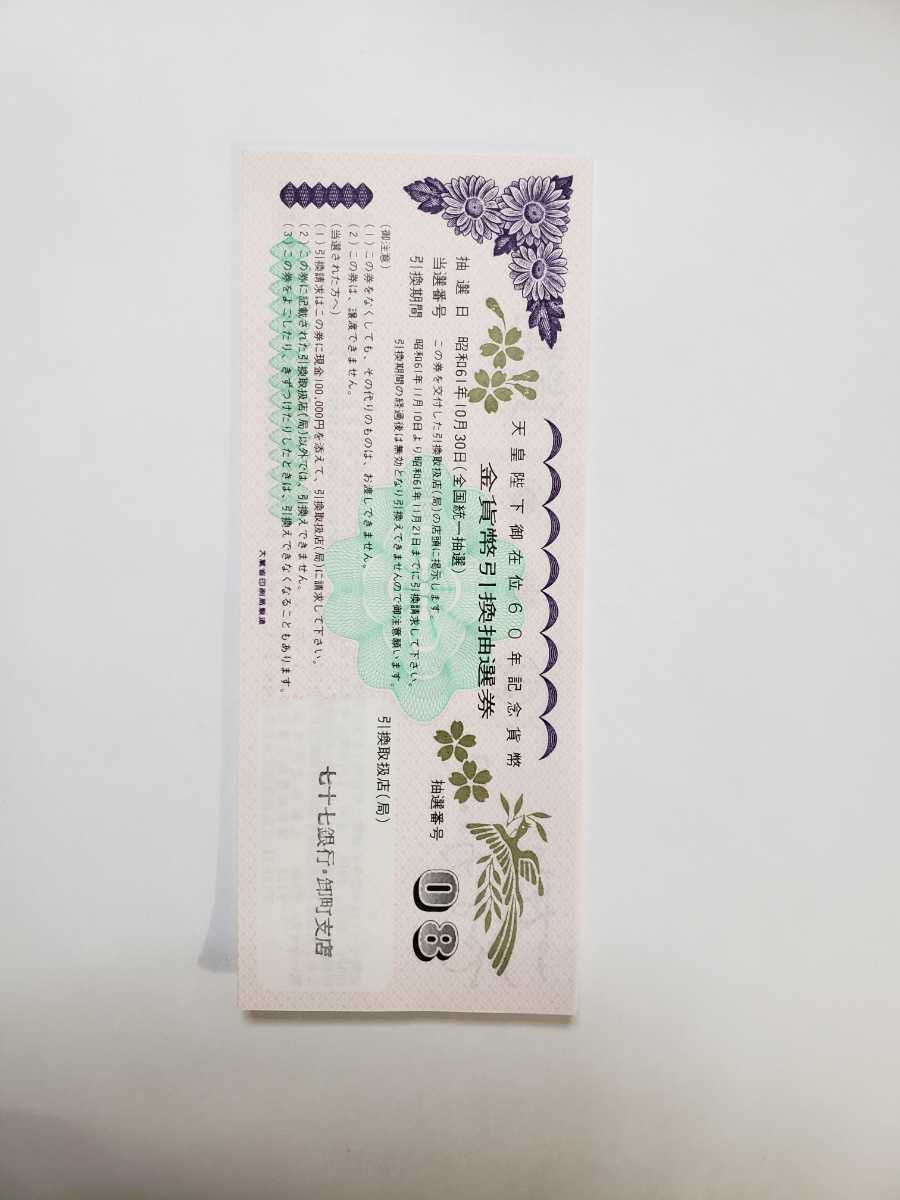 天皇陛下御在位60年記念貨幣
金貨幣引換抽選券
抽選日 昭和61年10月30日(全国統一抽選)
当選番号 この券を交付した引換取扱店(局)の店頭に掲示します。
引換期間 昭和61年11月10日より昭和61年11月21日までに引換請求して下さい。
引換期間の経過後は無効となり引換えできませんので御注意願います。
(御注意)
(1)この券をなくしても、その代りのものは、お渡しできません。
(2)この券は、譲渡できません。
(当選された方へ)
(1)引換請求はこの券に現金100,000円を添えて、引換取扱店(局)に請求して下さい。
(2)この券に記載された引換取扱店(局)以外では、引換えできません。
(3)この券をよごしたり、きずつけたりしたときは、引換えできなくなることもあります。
大蔵省印刷局製造
抽選番号
08
引換取扱店(局)
七十七銀行・卸町支店